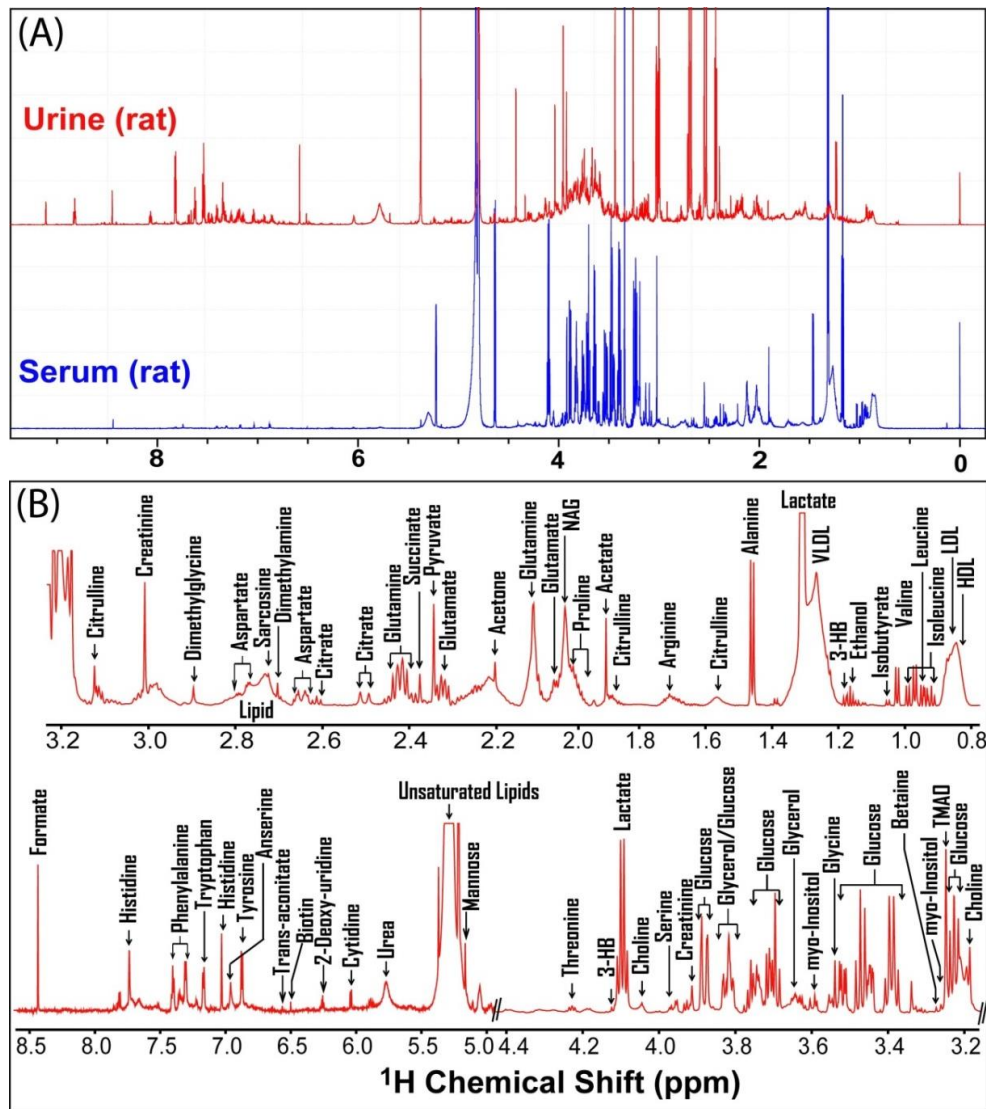 (A)
Urine (rat)
Serum (rat)
8 6 4 2 0
(B)
Citrulline
Creatinine
Dimethylglycine
Aspartate
Sarcosine
Dimethylamine
Aspartate
Citrate
Citrate
Glutamine
Succinate
Pyruvate
Glutamate
Acetone
Glutamine
Glutamate
NAG
Proline
Acetate
Citrulline
Arginine
Citrulline
Alanine
Lactate
VLDL
3-HB
Ethanol
Isobutyrate
Valine
Leucine
Isoleucine
LDL
HDL
Lipid
3.2 3.0 2.8 2.6 2.4 2.2 2.0 1.8 1.6 1.4 1.2 1.0 0.8
Formate
Histidine
Phenylalanine
Tryptophan
Histidine
Anserine
Tyrosine
Trans-aconitate
Biotin
2-Deoxy-uridine
Cytidine
Urea
Unsaturated Lipids
Mannose
Threonine
3-HB
Lactate
Choline
Serine
Creatinine
Glucose
Glycerol/Glucose
Glucose
Glycerol
myo-Inositol
Glycine
Glucose
Betaine
myo-Inositol
TMAO
Glucose
Choline
8.5 8.0 7.5 7.0 6.5 6.0 5.5 5.0 4.4 4.2 4.0 3.8 3.6 3.4 3.2
¹H Chemical Shift (ppm)